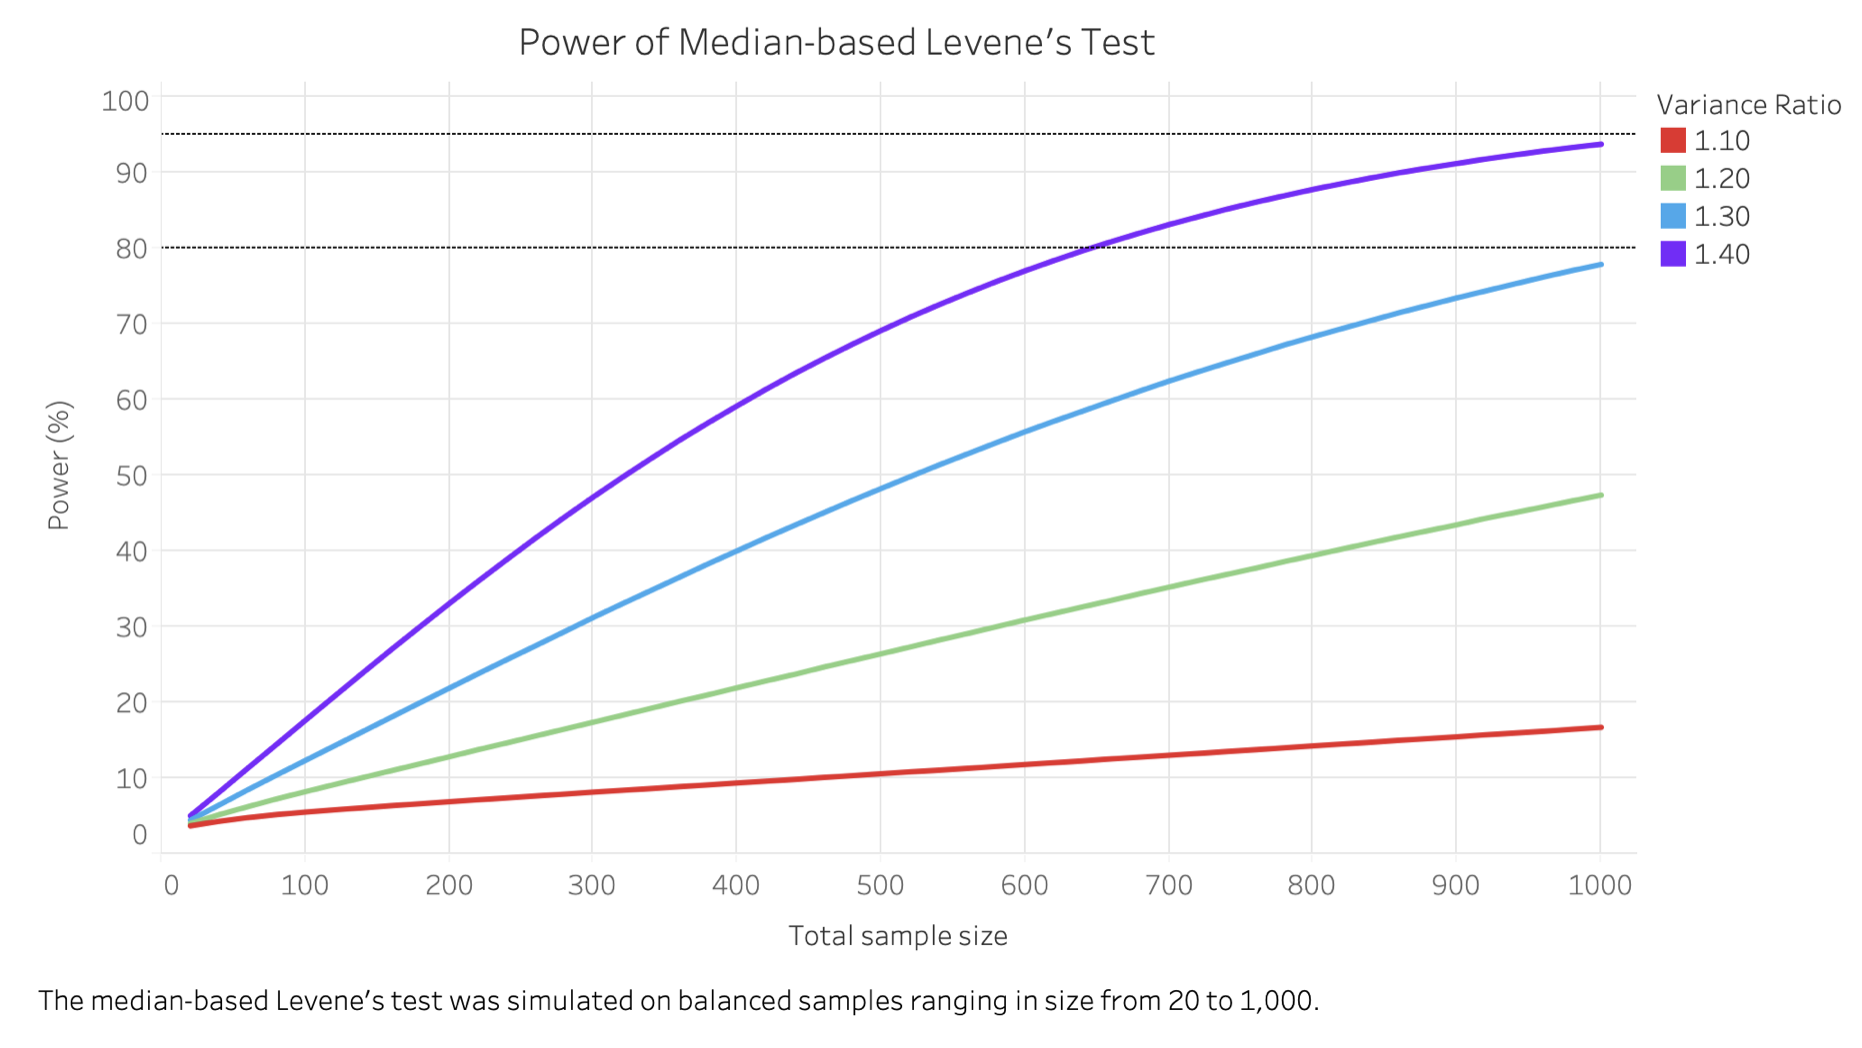 Power of Median-based Levene's Test
Variance Ratio
1.10
1.20
1.30
1.40
Power (%)
100
90
80
70
60
50
40
30
20
10
0
0 100 200 300 400 500 600 700 800 900 1000
Total sample size
The median-based Levene's test was simulated on balanced samples ranging in size from 20 to 1,000.